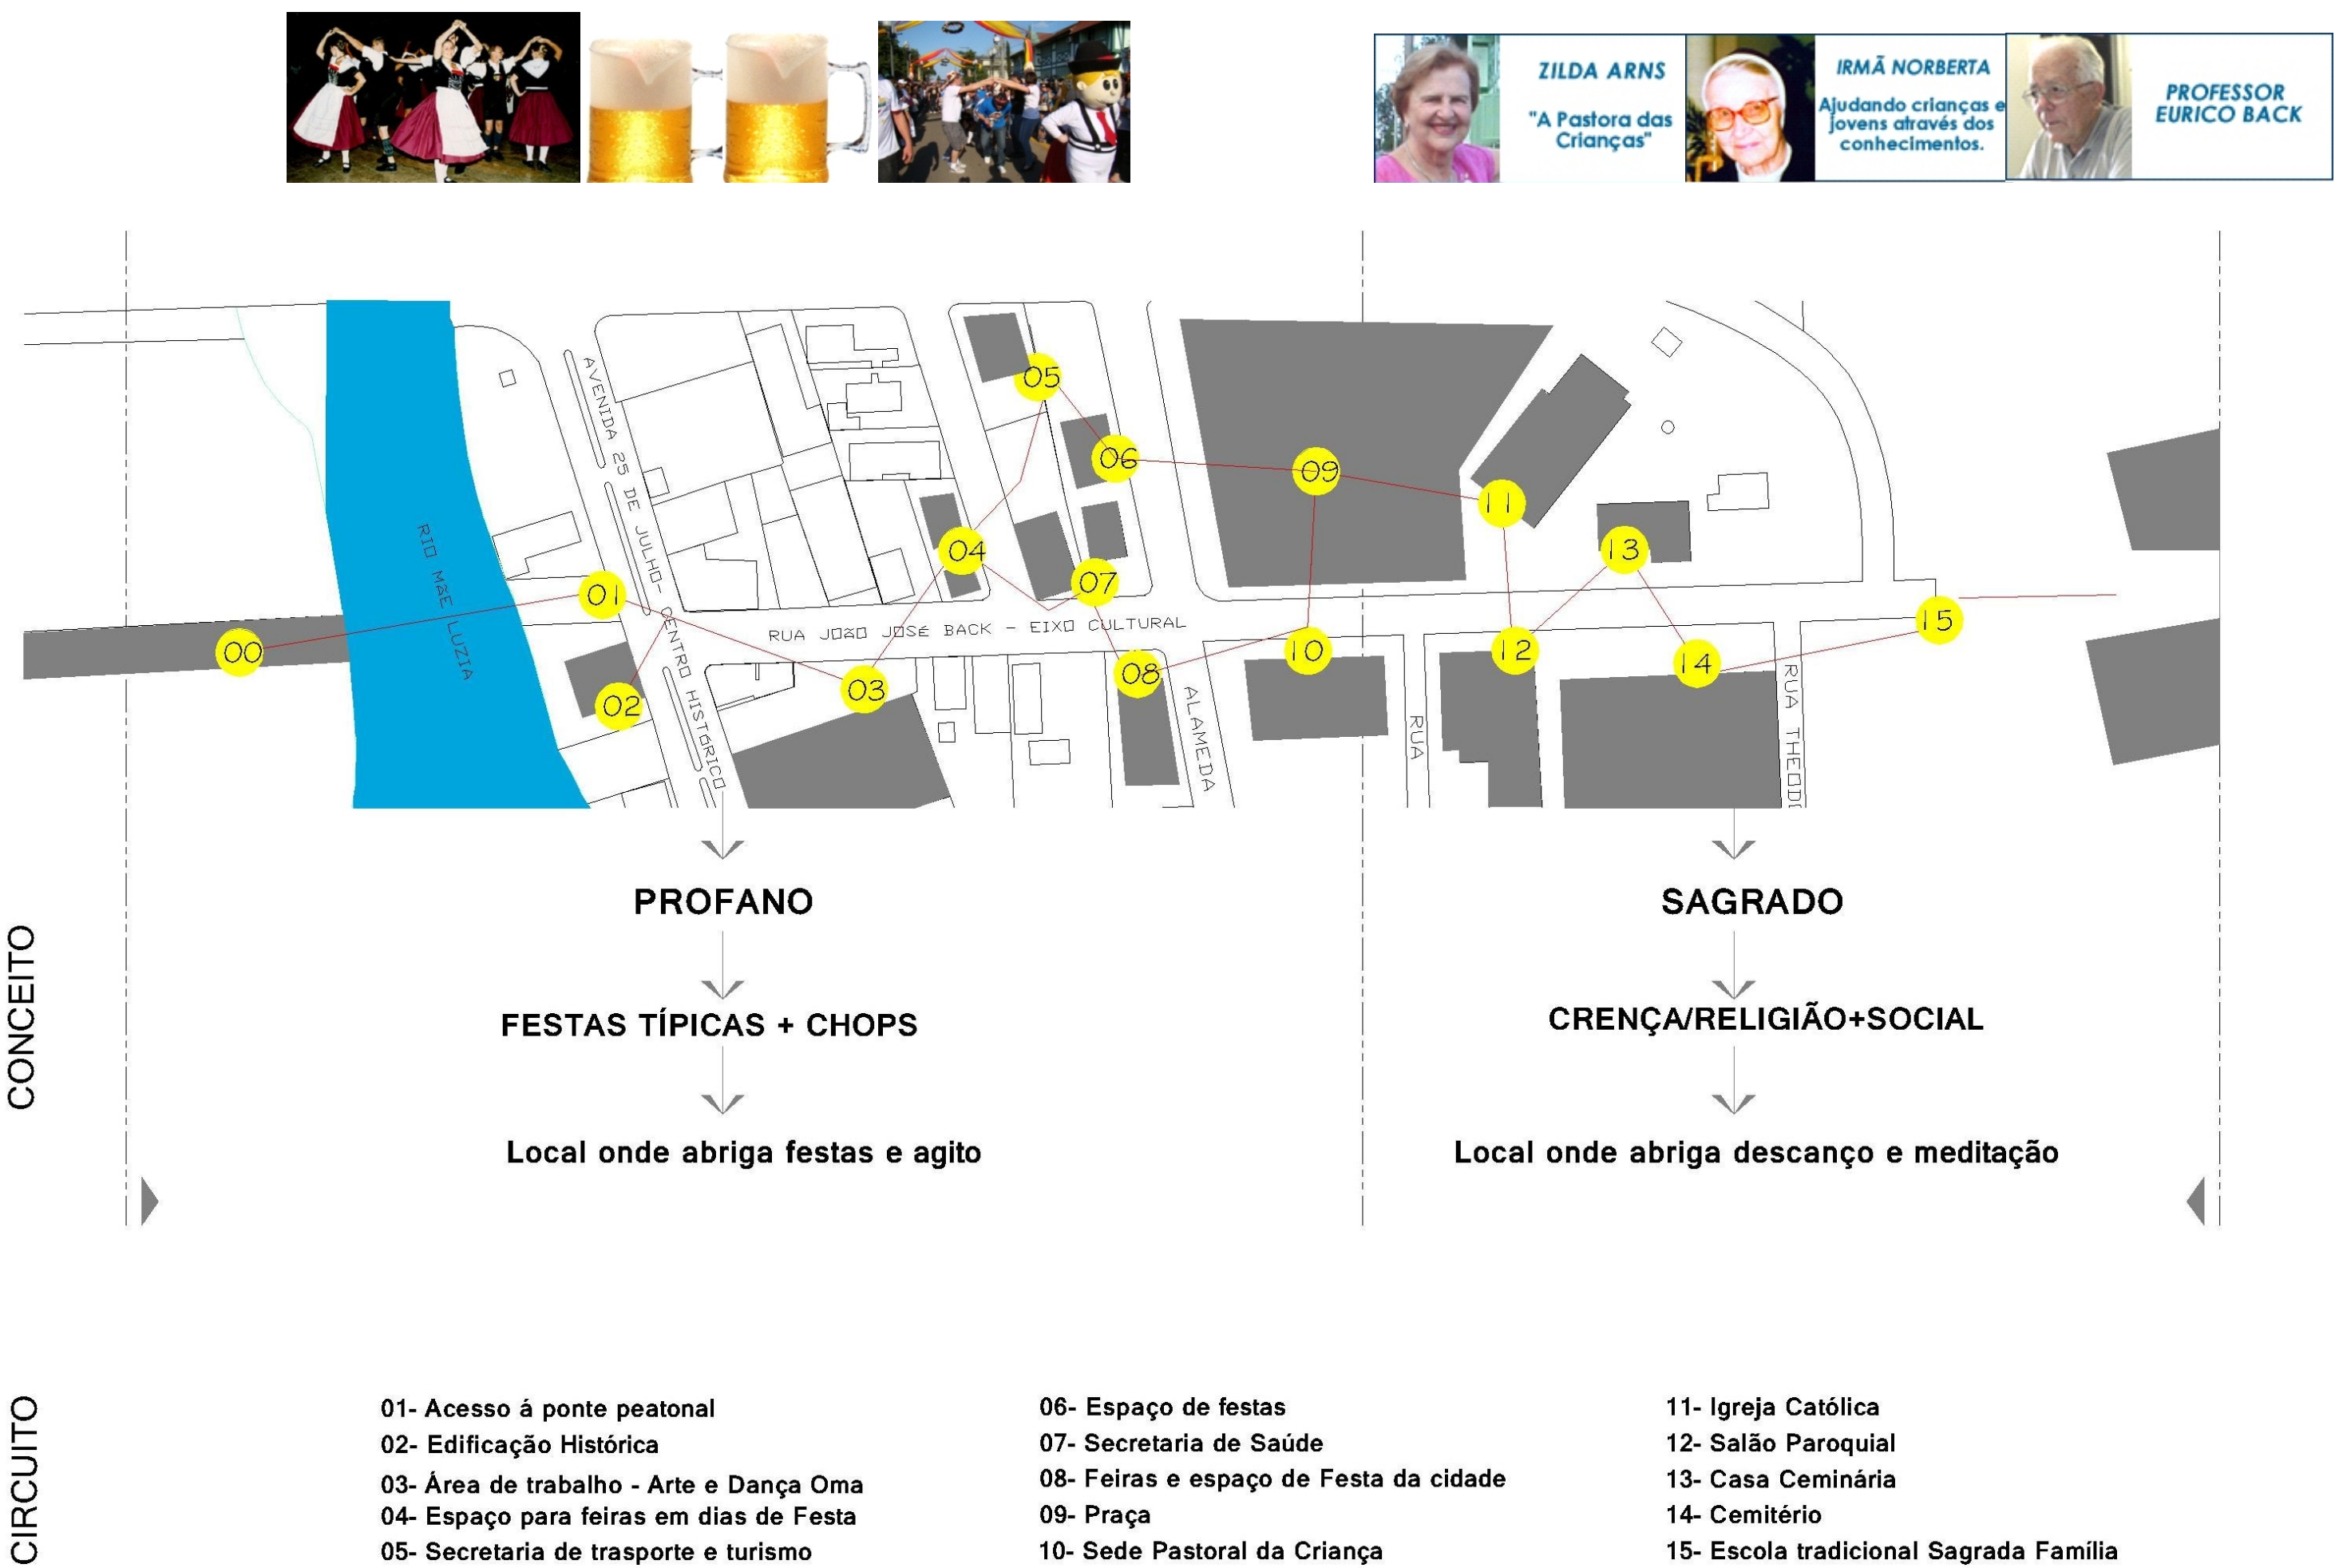 ZILDA ARNS
"A Pastora das
Crianças"
IRMÃ NORBERTA
Ajudando crianças e
jovens através dos
conhecimentos.
PROFESSOR
EURICO BACK
05
06
09
11
04
13
07
01
00
02
03
08
10
12
14
15
RIO MãE LUZIA
AVENIDA 25 DE JULHO- CENTRO HISTóRICO
RUA JOãO JOSé BACK - EIXO CULTURAL
ALAMEDA
RUA
RUA THEOD
CONCEITO
PROFANO
FESTAS TÍPICAS + CHOPS
Local onde abriga festas e agito
SAGRADO
CRENÇA/RELIGIÃO+SOCIAL
Local onde abriga descanço e meditação
CIRCUITO
01- Acesso á ponte peatonal
02- Edificação Histórica
03- Área de trabalho - Arte e Dança Oma
04- Espaço para feiras em dias de Festa
05- Secretaria de trasporte e turismo
06- Espaço de festas
07- Secretaria de Saúde
08- Feiras e espaço de Festa da cidade
09- Praça
10- Sede Pastoral da Criança
11- Igreja Católica
12- Salão Paroquial
13- Casa Ceminária
14- Cemitério
15- Escola tradicional Sagrada Família